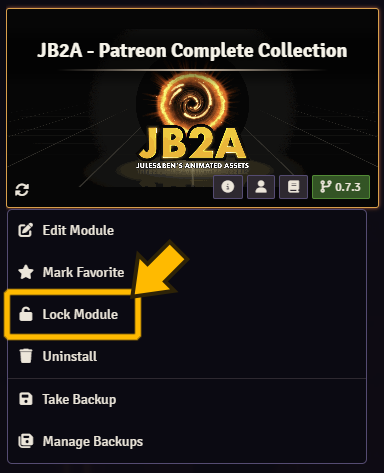 JB2A - Patreon Complete Collection
JB2A
JULES&BEN'S ANIMATED ASSETS
0.7.3
Edit Module
Mark Favorite
Lock Module
Uninstall
Take Backup
Manage Backups